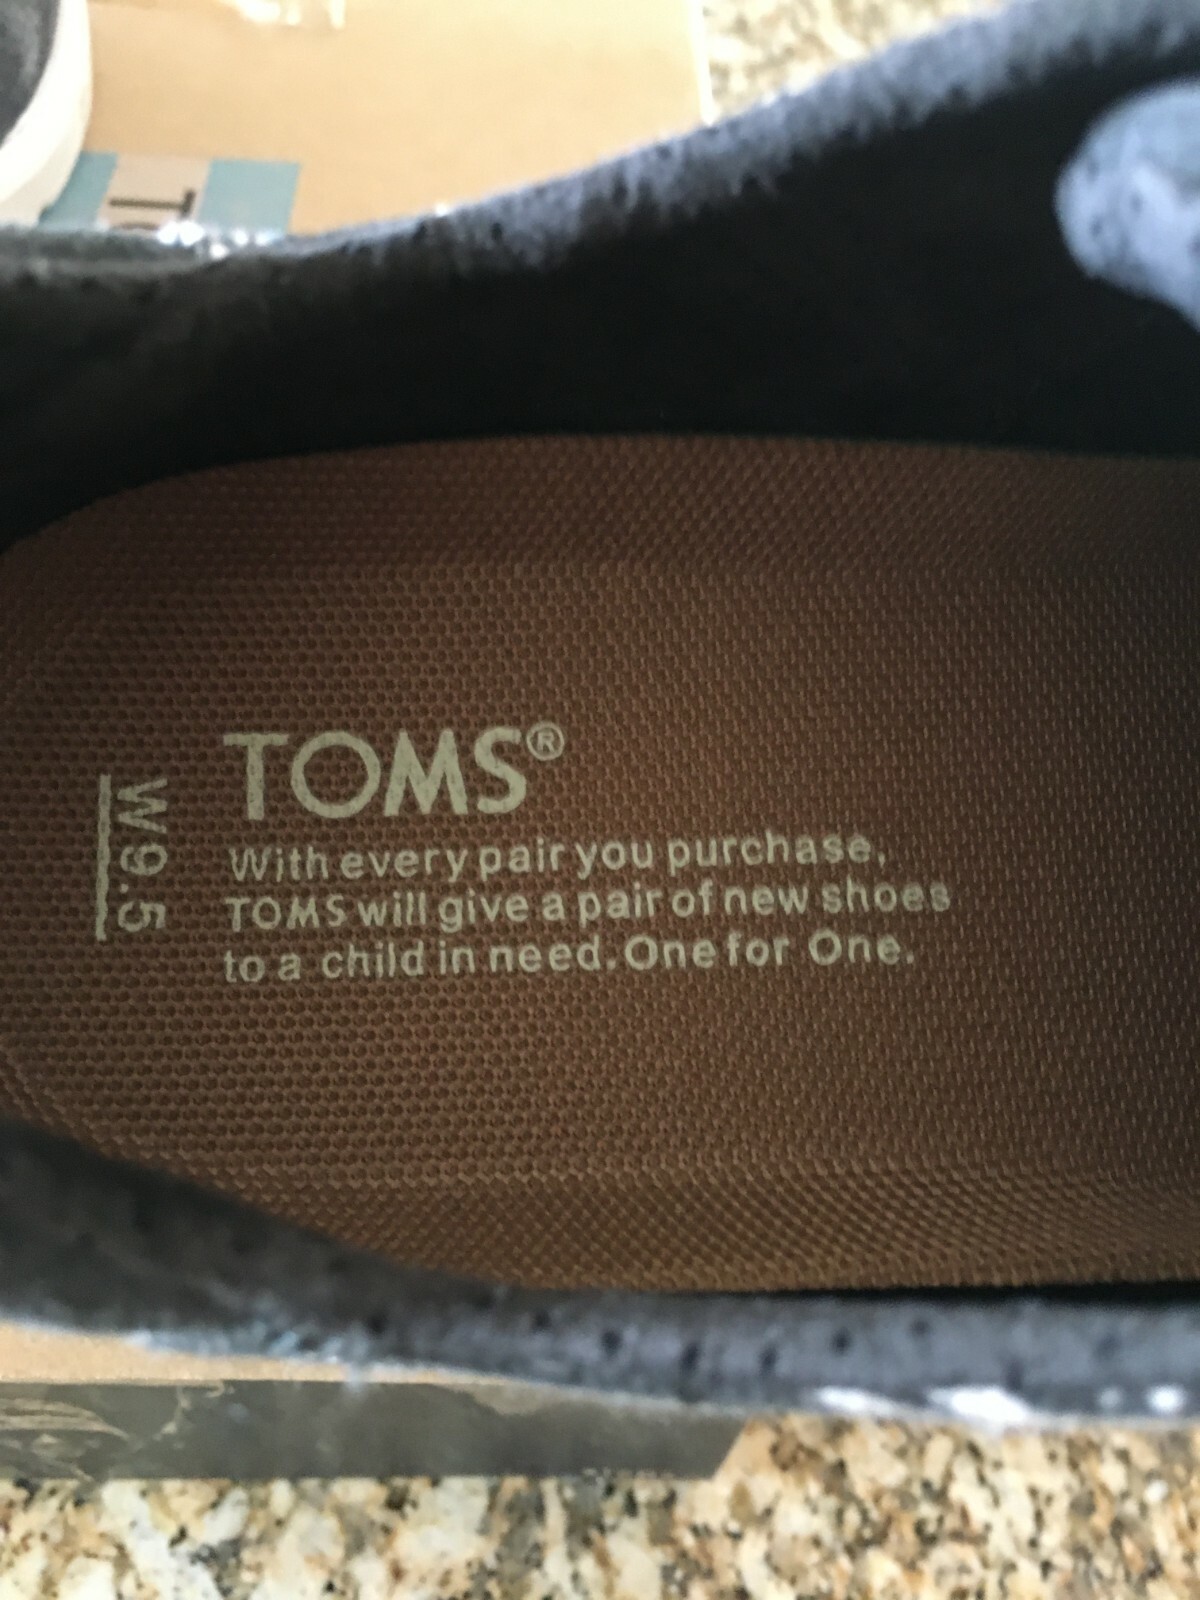 TOMS®
With every pair you purchase,
TOMS will give a pair of new shoes
to a child in need. One for One.
W9.5